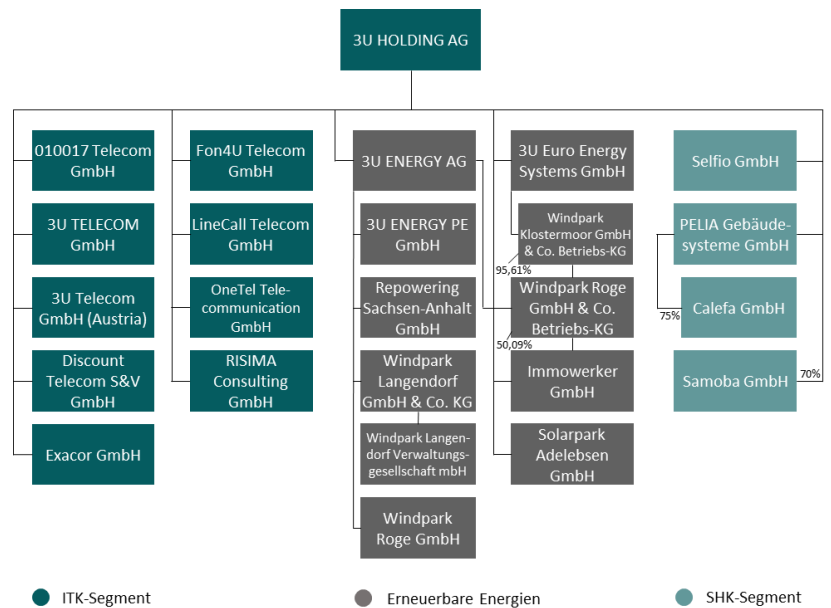 3U HOLDING AG
010017 Telecom
GmbH
3U TELECOM
GmbH
3U Telecom
GmbH (Austria)
Discount
Telecom S&V
GmbH
Exacor GmbH
Fon4U Telecom
GmbH
LineCall Telecom
GmbH
OneTel Tele-
communication
GmbH
RISIMA
Consulting
GmbH
3U ENERGY AG
3U ENERGY PE
GmbH
Repowering
Sachsen-Anhalt
GmbH
Windpark
Langendorf
GmbH & Co. KG
Windpark Langen-
dorf Verwaltungs-
gesellschaft mbH
Windpark
Roge GmbH
3U Euro Energy
Systems GmbH
Windpark
Klostermoor GmbH
& Co. Betriebs-KG
95,61%
Windpark Roge
GmbH & Co.
Betriebs-KG
50,09%
Immowerker
GmbH
Solarpark
Adelebsen
GmbH
Selfio GmbH
PELIA Gebäude-
systeme GmbH
Calefa GmbH
75%
Samoba GmbH
70%
ITK-Segment
Erneuerbare Energien
SHK-Segment